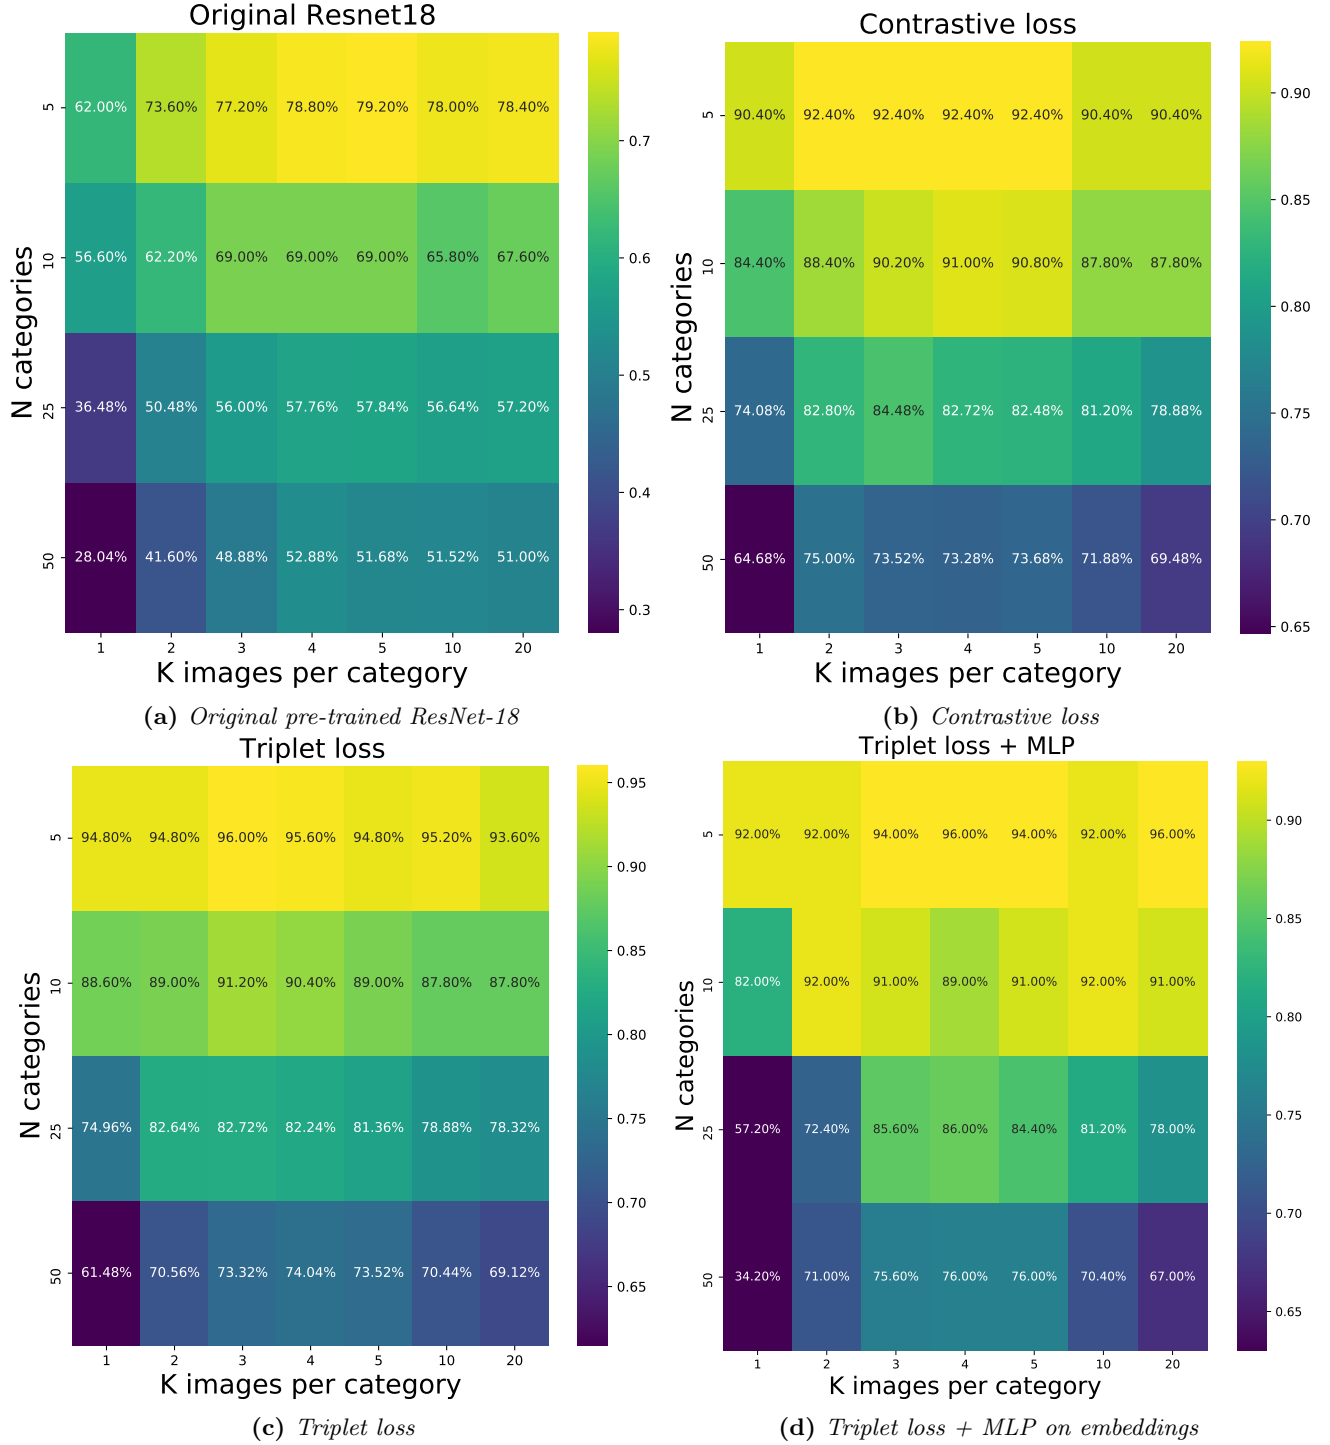 Original Resnet18
62.00% 73.60% 77.20% 78.80% 79.20% 78.00% 78.40%
56.60% 62.20% 69.00% 69.00% 69.00% 65.80% 67.60%
36.48% 50.48% 56.00% 57.76% 57.84% 56.64% 57.20%
28.04% 41.60% 48.88% 52.88% 51.68% 51.52% 51.00%
5
10
25
50
N categories
1 2 3 4 5 10 20
K images per category
0.7
0.6
0.5
0.4
0.3
(a) Original pre-trained ResNet-18
Contrastive loss
90.40% 92.40% 92.40% 92.40% 92.40% 90.40% 90.40%
84.40% 88.40% 90.20% 91.00% 90.80% 87.80% 87.80%
74.08% 82.80% 84.48% 82.72% 82.48% 81.20% 78.88%
64.68% 75.00% 73.52% 73.28% 73.68% 71.88% 69.48%
5
10
25
50
N categories
1 2 3 4 5 10 20
K images per category
0.90
0.85
0.80
0.75
0.70
0.65
(b) Contrastive loss
Triplet loss
94.80% 94.80% 96.00% 95.60% 94.80% 95.20% 93.60%
88.60% 89.00% 91.20% 90.40% 89.00% 87.80% 87.80%
74.96% 82.64% 82.72% 82.24% 81.36% 78.88% 78.32%
61.48% 70.56% 73.32% 74.04% 73.52% 70.44% 69.12%
5
10
25
50
N categories
1 2 3 4 5 10 20
K images per category
0.95
0.90
0.85
0.80
0.75
0.70
0.65
(c) Triplet loss
Triplet loss + MLP
92.00% 92.00% 94.00% 96.00% 94.00% 92.00% 96.00%
82.00% 92.00% 91.00% 89.00% 91.00% 92.00% 91.00%
57.20% 72.40% 85.60% 86.00% 84.40% 81.20% 78.00%
34.20% 71.00% 75.60% 76.00% 76.00% 70.40% 67.00%
5
10
25
50
N categories
1 2 3 4 5 10 20
K images per category
0.90
0.85
0.80
0.75
0.70
0.65
(d) Triplet loss + MLP on embeddings